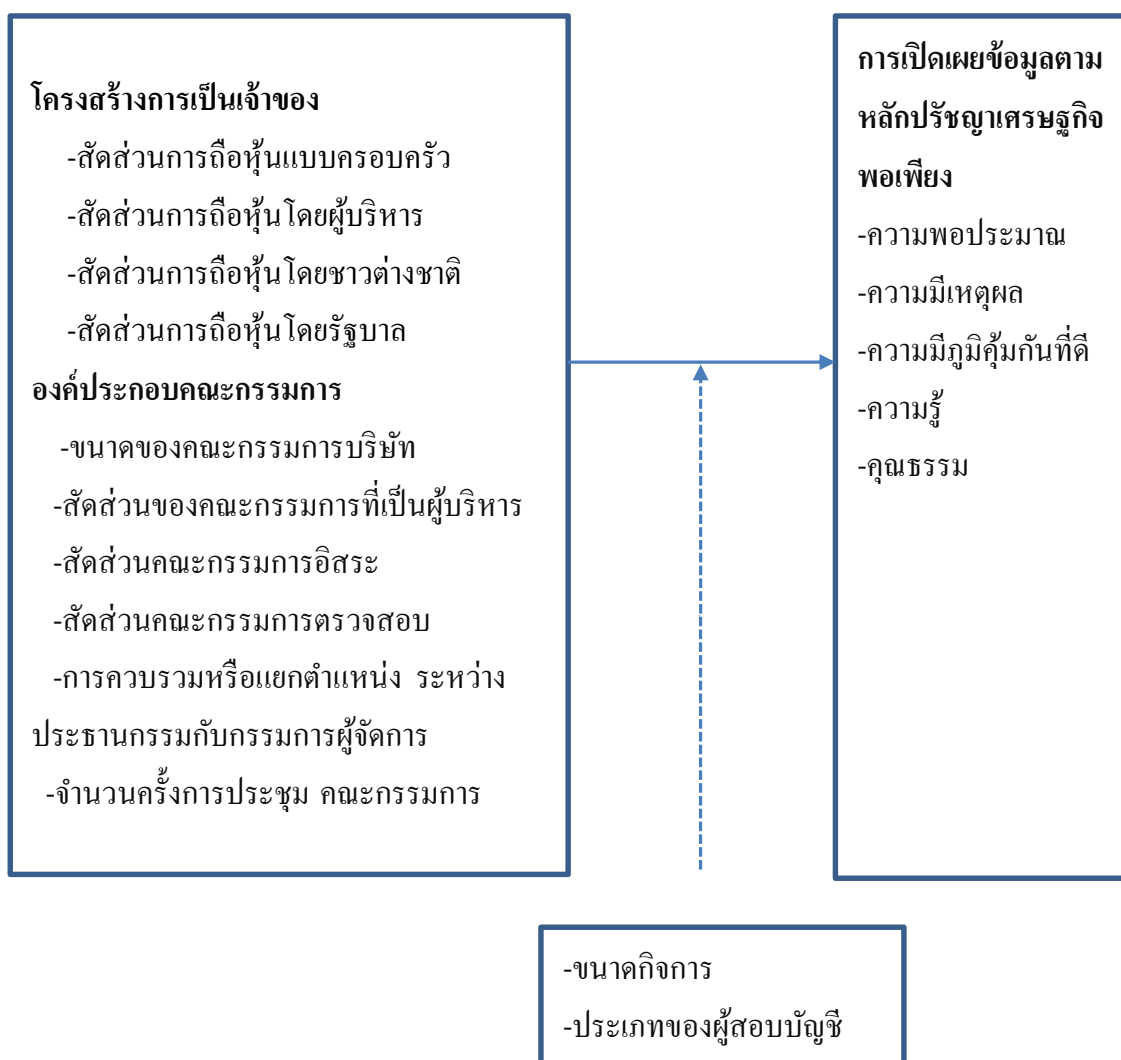 โครงสร้างการเป็นเจ้าของ
-สัดส่วนการถือหุ้นแบบครอบครัว
-สัดส่วนการถือหุ้นโดยผู้บริหาร
-สัดส่วนการถือหุ้นโดยชาวต่างชาติ
-สัดส่วนการถือหุ้นโดยรัฐบาล
องค์ประกอบคณะกรรมการ
-ขนาดของคณะกรรมการบริษัท
-สัดส่วนของคณะกรรมการที่เป็นผู้บริหาร
-สัดส่วนคณะกรรมการอิสระ
-สัดส่วนคณะกรรมการตรวจสอบ
-การควบรวมหรือแยกตำแหน่ง ระหว่าง
ประธานกรรมกับกรรมการผู้จัดการ
-จำนวนครั้งการประชุม คณะกรรมการ
การเปิดเผยข้อมูลตาม
หลักปรัชญาเศรษฐกิจ
พอเพียง
-ความพอประมาณ
-ความมีเหตุผล
-ความมีภูมิคุ้มกันที่ดี
-ความรู้
-คุณธรรม
-ขนาดกิจการ
-ประเภทของผู้สอบบัญชี